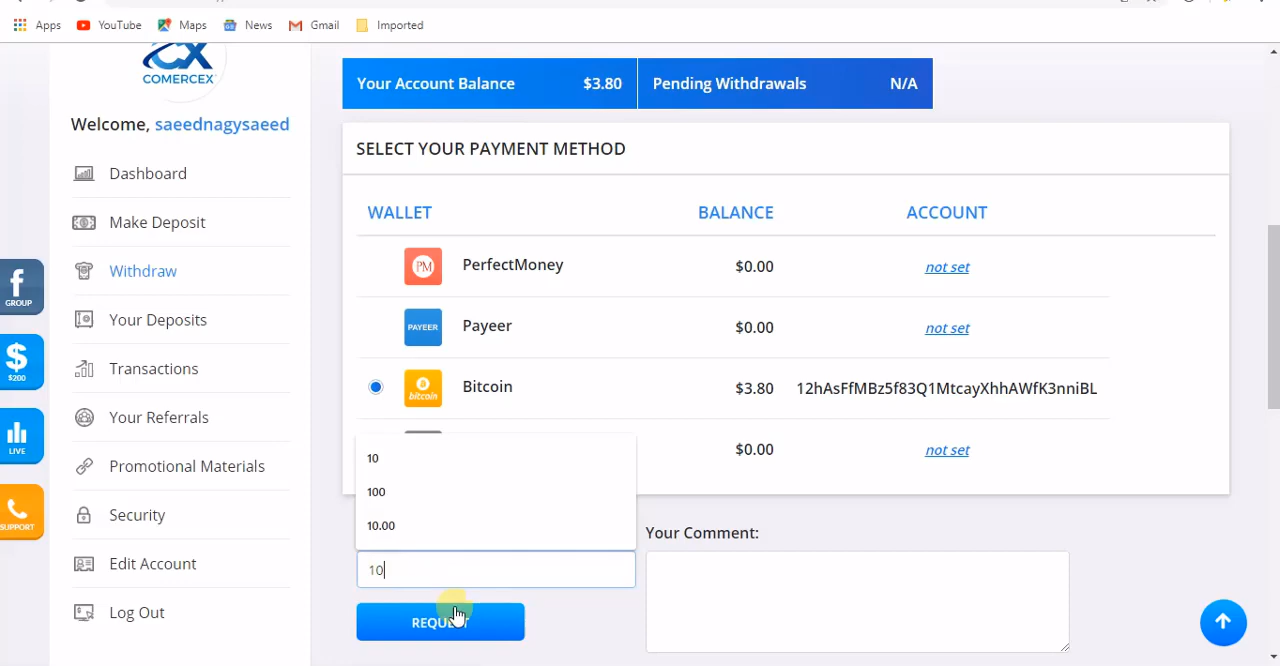 Apps YouTube Maps News Gmail Imported
COMERCEX
Welcome, saeednagysaeed
Dashboard
Make Deposit
Withdraw
Your Deposits
Transactions
Your Referrals
Promotional Materials
Security
Edit Account
Log Out
f
GROUP
$
$200
LIVE
SUPPORT
Your Account Balance $3.80 Pending Withdrawals N/A
SELECT YOUR PAYMENT METHOD
WALLET BALANCE ACCOUNT
PM PerfectMoney $0.00 not set
PAYEER Payeer $0.00 not set
bitcoin Bitcoin $3.80 12hAsFfMBz5f83Q1MtcayXhhAWfK3nniBL
$0.00 not set
10
100
10.00
10
Your Comment: